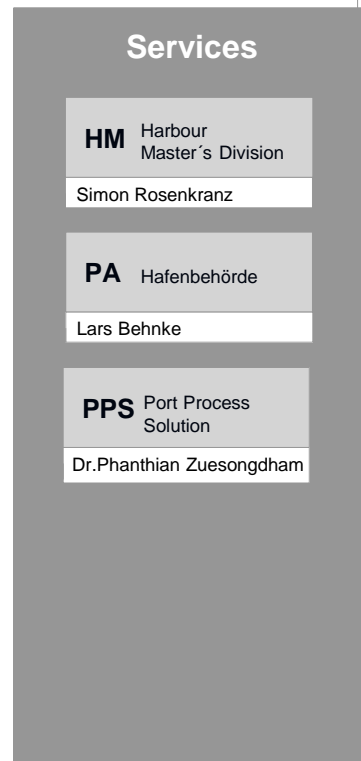 Services
HM Harbour
Master´s Division
Simon Rosenkranz
PA Hafenbehörde
Lars Behnke
PPS Port Process
Solution
Dr.Phanthian Zuesongdham